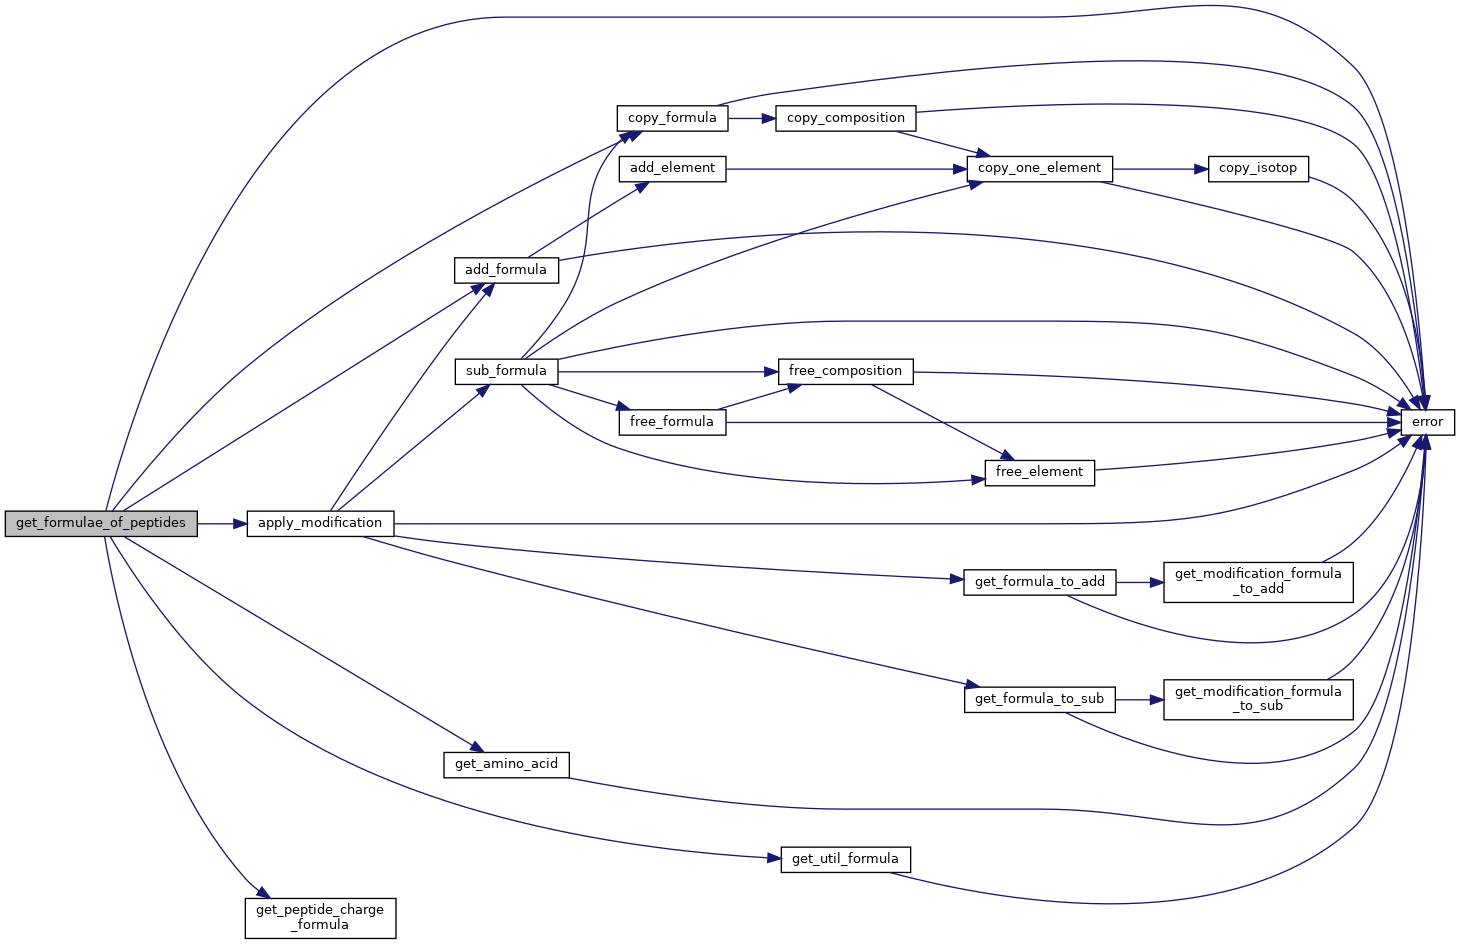 copy_formula
copy_composition
add_element
copy_one_element
copy_isotop
add_formula
sub_formula
free_composition
free_formula
error
free_element
get_formulae_of_peptides
apply_modification
get_formula_to_add
get_modification_formula
_to_add
get_formula_to_sub
get_modification_formula
_to_sub
get_amino_acid
get_util_formula
get_peptide_charge
_formula